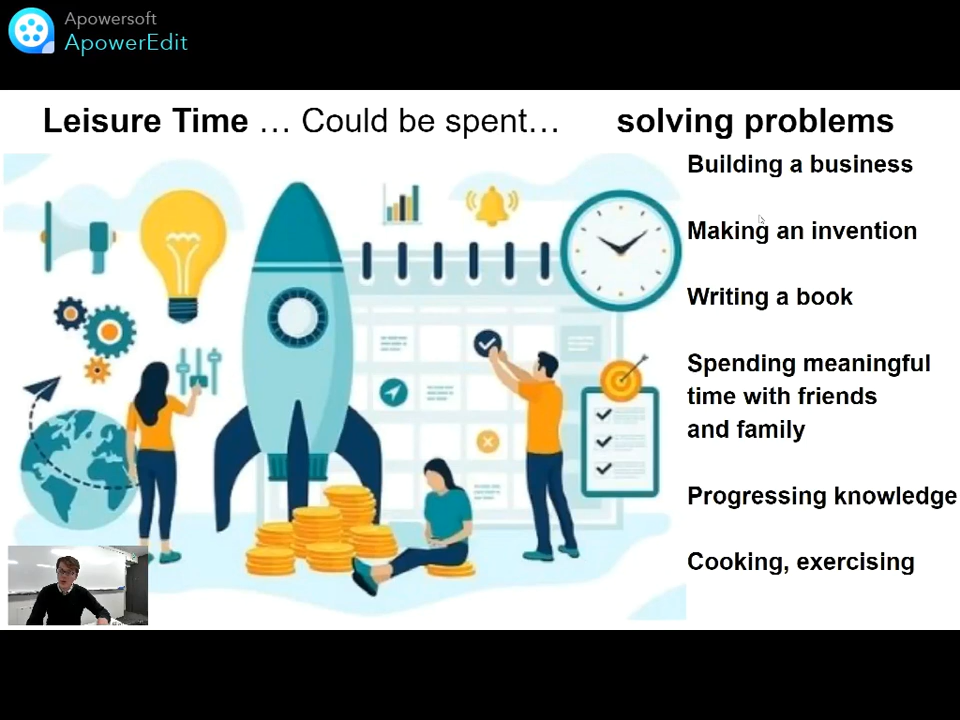 Apowersoft
ApowerEdit
Leisure Time … Could be spent… solving problems
Building a business
Making an invention
Writing a book
Spending meaningful
time with friends
and family
Progressing knowledge
Cooking, exercising